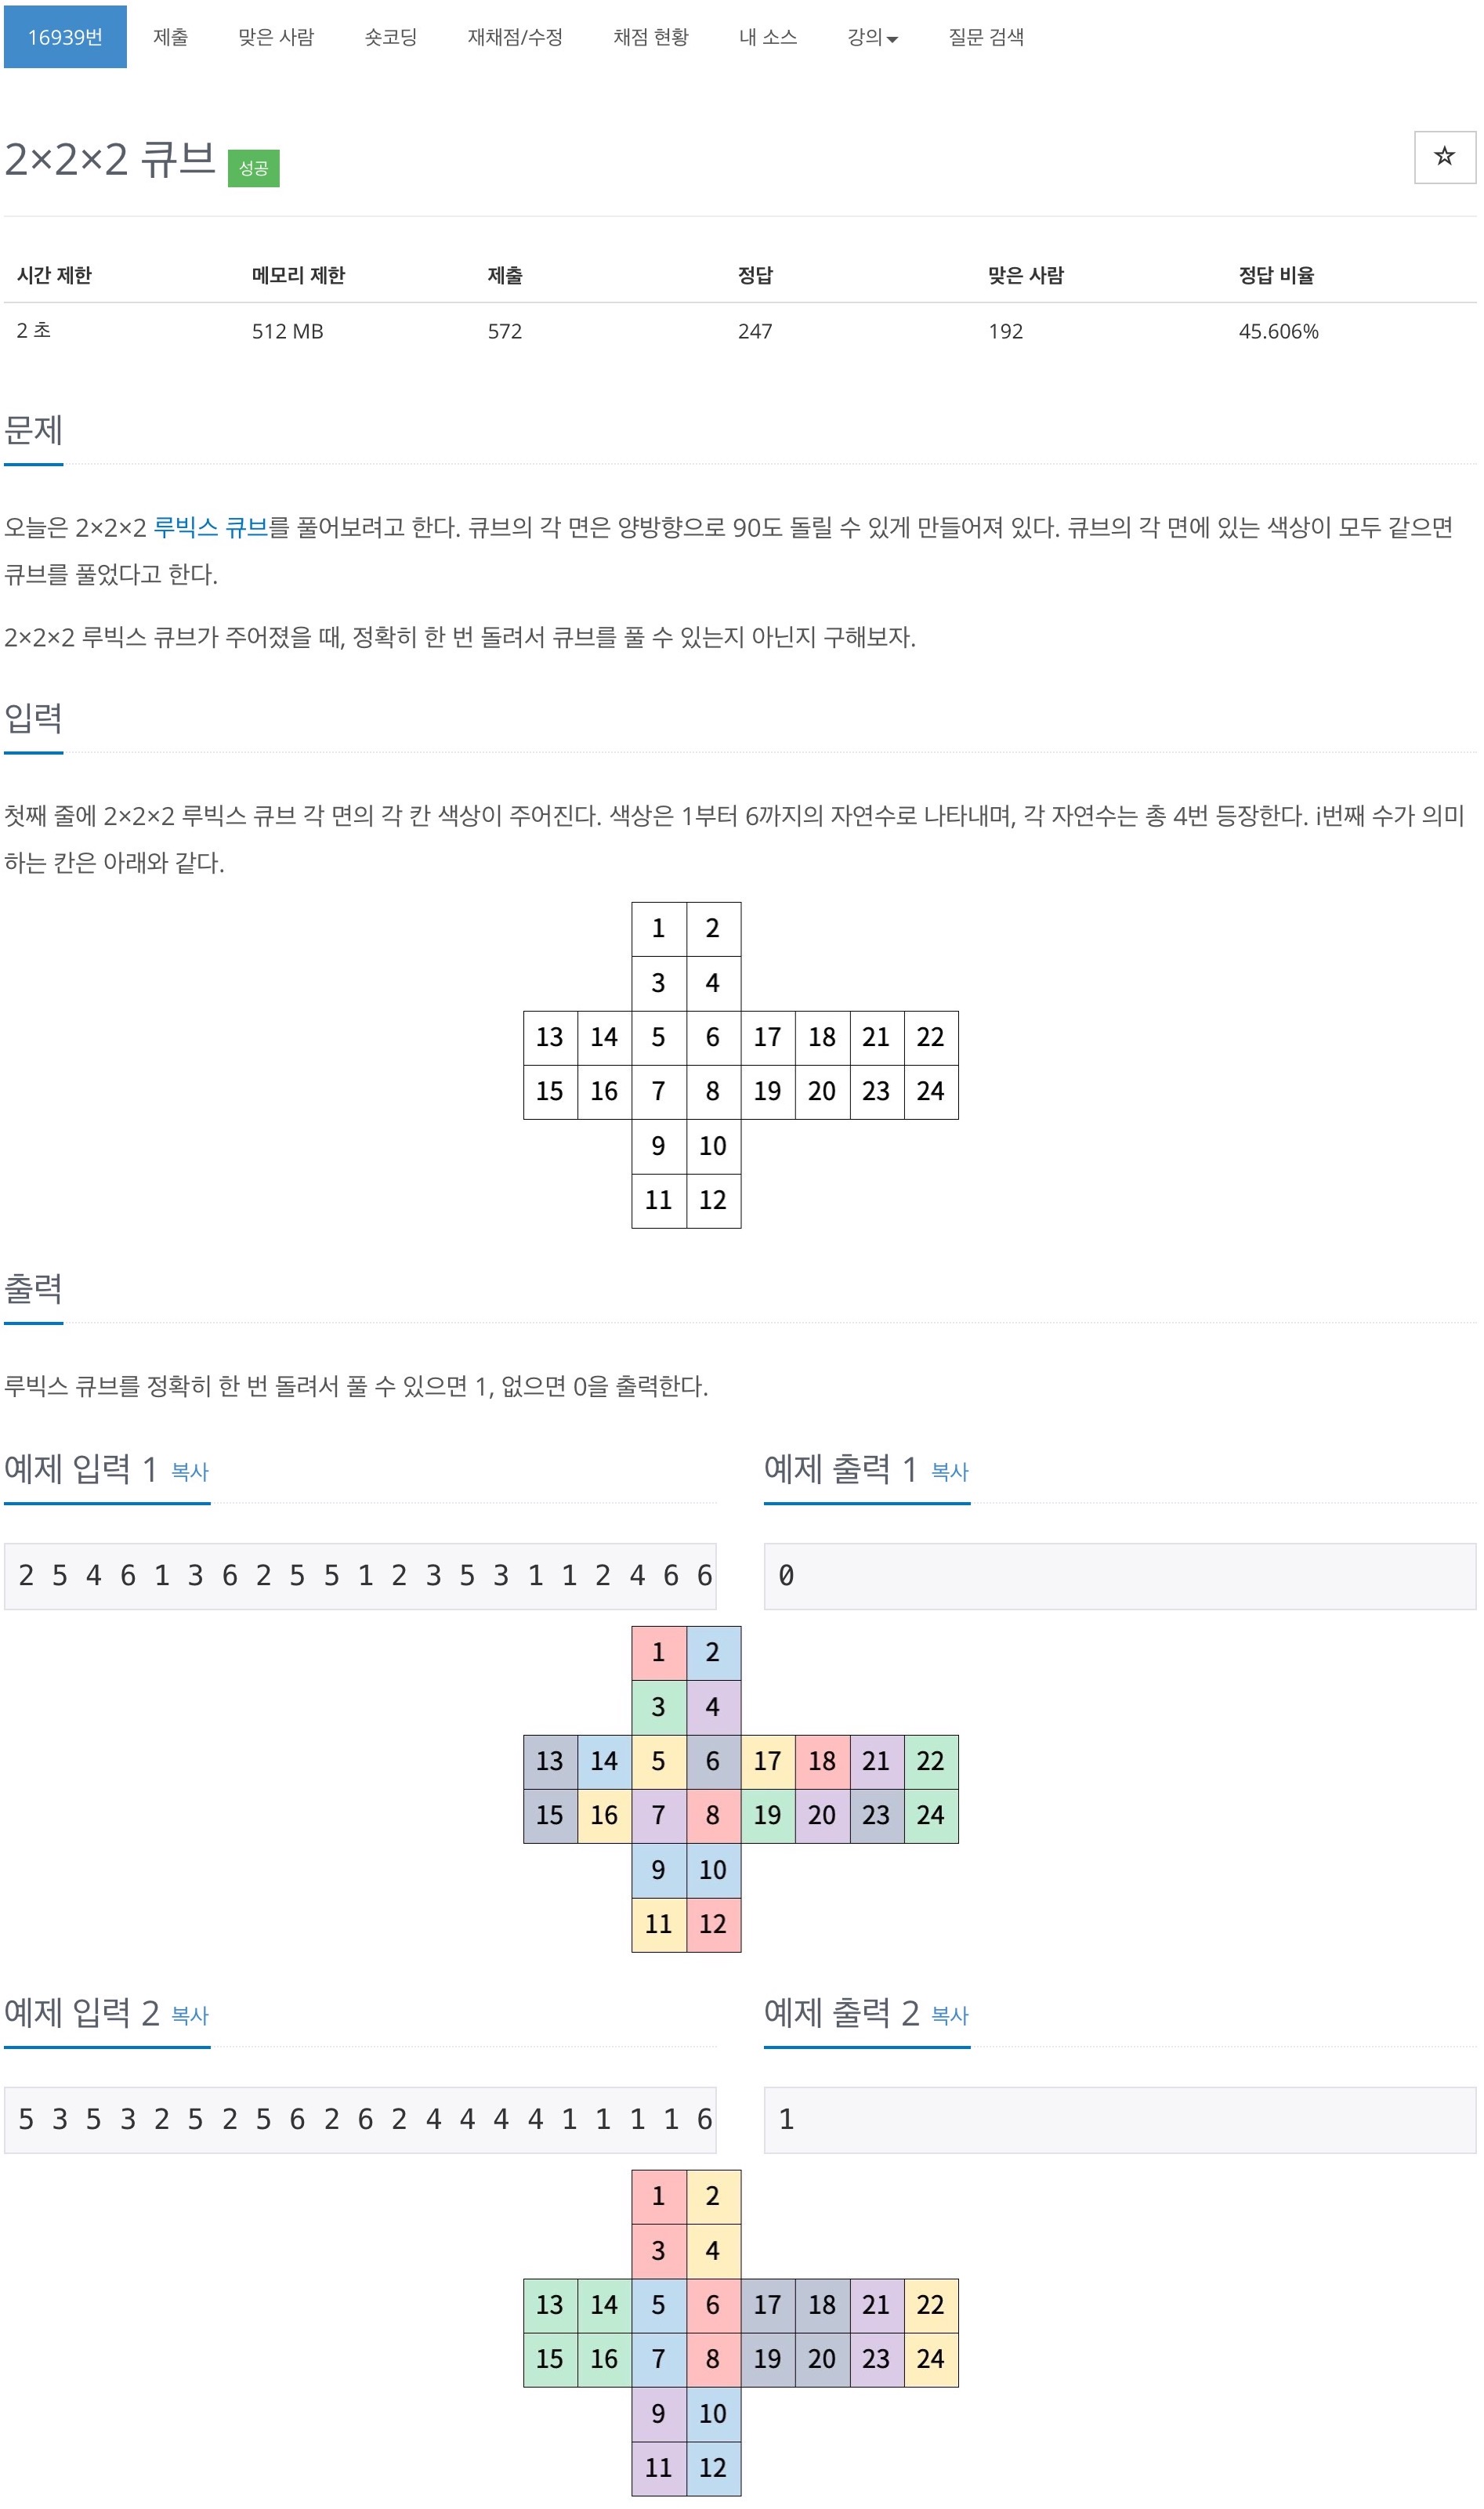 16939번 제출 맞은 사람 숏코딩 재채점/수정 채점 현황 내 소스 강의 질문 검색
2×2×2 큐브 성공
시간 제한 메모리 제한 제출 정답 맞은 사람 정답 비율
2 초 512 MB 572 247 192 45.606%
문제
오늘은 2×2×2 루빅스 큐브를 풀어보려고 한다. 큐브의 각 면은 양방향으로 90도 돌릴 수 있게 만들어져 있다. 큐브의 각 면에 있는 색상이 모두 같으면
큐브를 풀었다고 한다.
2×2×2 루빅스 큐브가 주어졌을 때, 정확히 한 번 돌려서 큐브를 풀 수 있는지 아닌지 구해보자.
입력
첫째 줄에 2×2×2 루빅스 큐브 각 면의 각 칸 색상이 주어진다. 색상은 1부터 6까지의 자연수로 나타내며, 각 자연수는 총 4번 등장한다. i번째 수가 의미
하는 칸은 아래와 같다.
1 2
3 4
13 14 5 6 17 18 21 22
15 16 7 8 19 20 23 24
9 10
11 12
출력
루빅스 큐브를 정확히 한 번 돌려서 풀 수 있으면 1, 없으면 0을 출력한다.
예제 입력 1 복사 예제 출력 1 복사
2 5 4 6 1 3 6 2 5 5 1 2 3 5 3 1 1 2 4 6 6 0
1 2
3 4
13 14 5 6 17 18 21 22
15 16 7 8 19 20 23 24
9 10
11 12
예제 입력 2 복사 예제 출력 2 복사
5 3 5 3 2 5 2 5 6 2 6 2 4 4 4 4 1 1 1 1 6 1
1 2
3 4
13 14 5 6 17 18 21 22
15 16 7 8 19 20 23 24
9 10
11 12